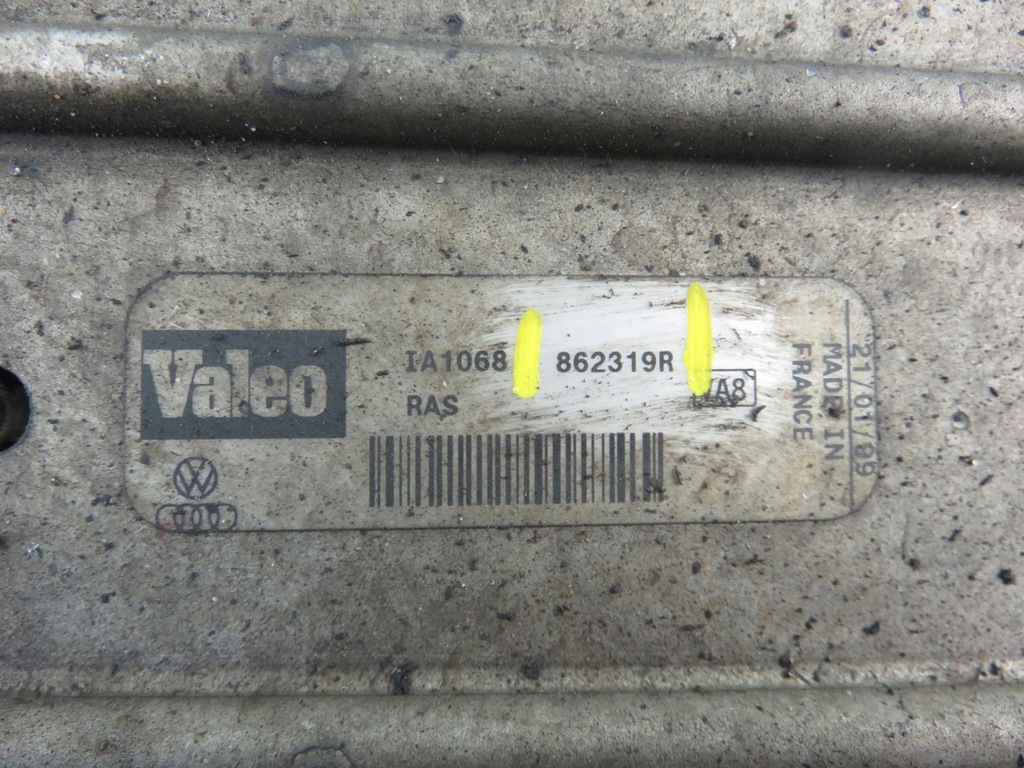 Valeo
IA1068 862319R
RAS
A8
MADE IN
FRANCE